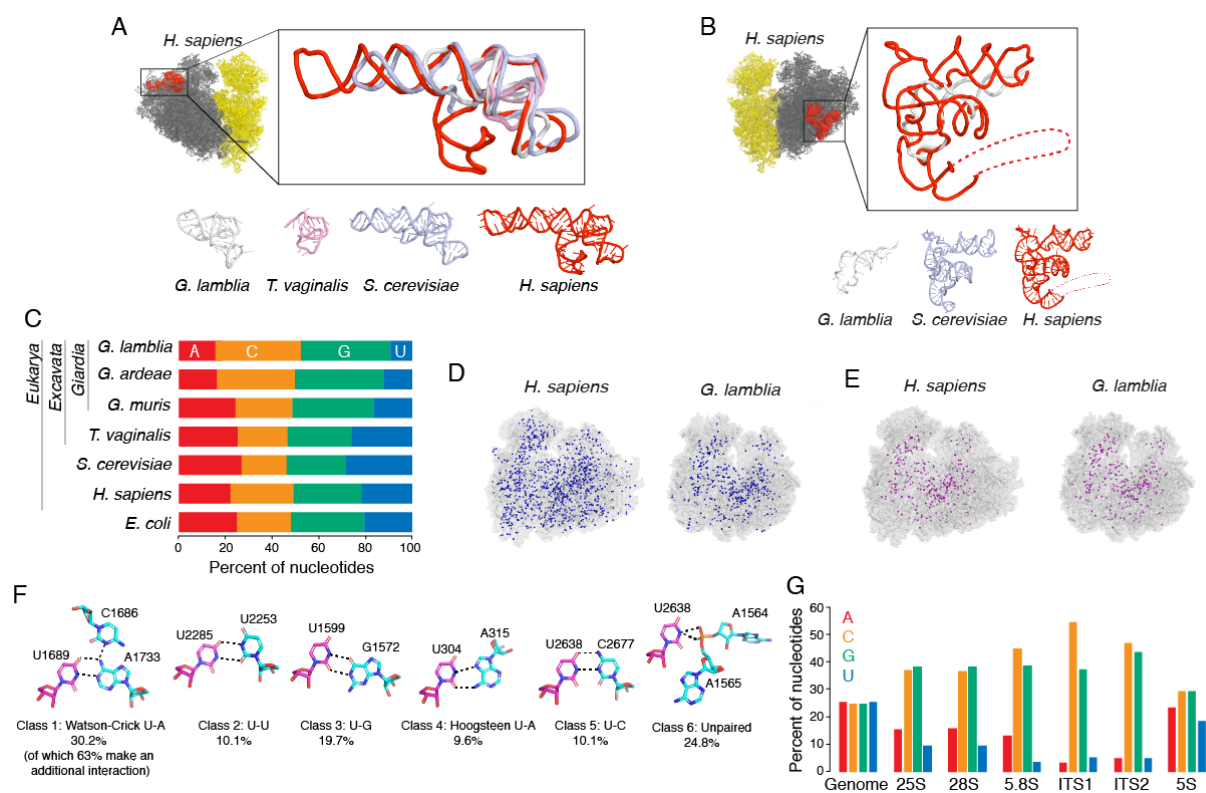 A
H. sapiens
G. lamblia
T. vaginalis
S. cerevisiae
H. sapiens
B
H. sapiens
G. lamblia
S. cerevisiae
H. sapiens
C
Eukarya
Excavata
Giardia
G. lamblia
A C G U
G. ardeae
G. muris
T. vaginalis
S. cerevisiae
H. sapiens
E. coli
0 20 40 60 80 100
Percent of nucleotides
D
H. sapiens
G. lamblia
E
H. sapiens
G. lamblia
F
C1686
U1689
A1733
Class 1: Watson-Crick U-A
30.2%
(of which 63% make an
additional interaction)
U2285
U2253
Class 2: U-U
10.1%
U1599
G1572
Class 3: U-G
19.7%
U304
A315
Class 4: Hoogsteen U-A
9.6%
U2638
C2677
Class 5: U-C
10.1%
U2638
A1564
A1565
Class 6: Unpaired
24.8%
G
Percent of nucleotides
60
50
40
30
20
10
0
A
C
G
U
Genome 25S 28S 5.8S ITS1 ITS2 5S